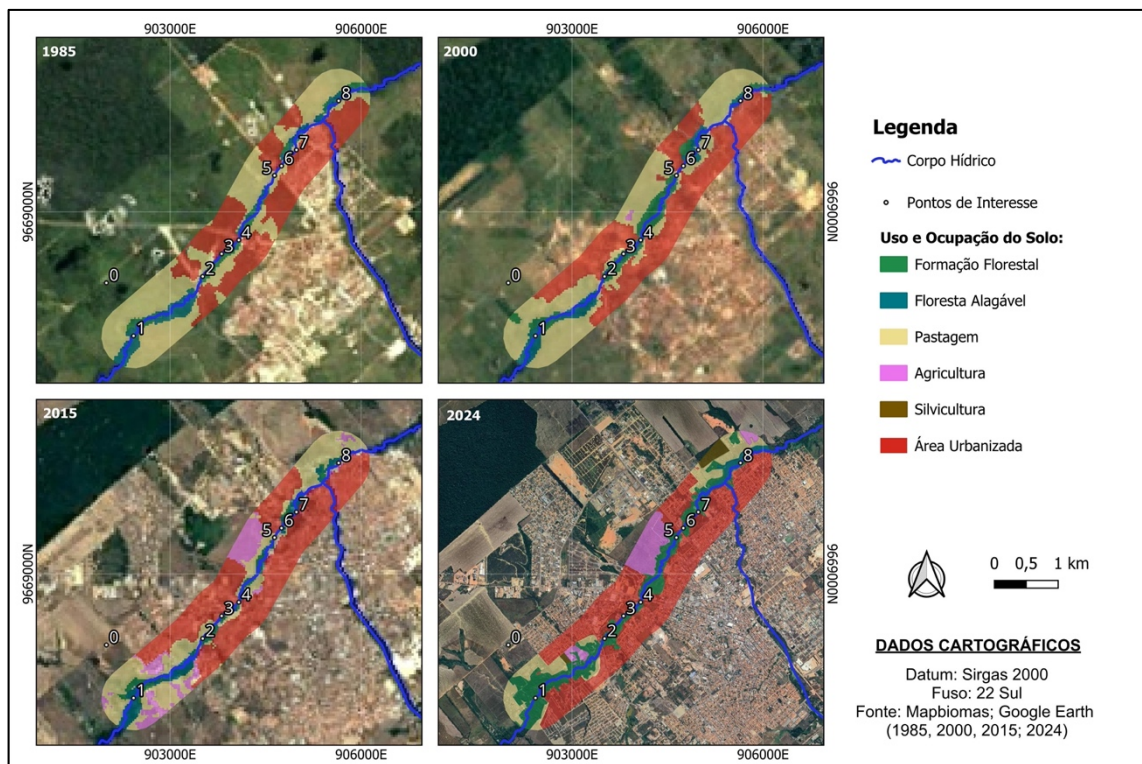 903000E
906000E
903000E
906000E
1985
8
7
6
5
4
3
2
1
0
9669000N
2000
8
7
6
5
4
3
2
1
0
9669000N
2015
8
7
6
5
4
3
2
1
0
9669000N
2024
8
7
6
5
4
3
2
1
0
9669000N
903000E
906000E
903000E
906000E
Legenda
Corpo Hídrico
Pontos de Interesse
Uso e Ocupação do Solo:
Formação Florestal
Floresta Alagável
Pastagem
Agricultura
Silvicultura
Área Urbanizada
0 0,5 1 km
DADOS CARTOGRÁFICOS
Datum: Sirgas 2000
Fuso: 22 Sul
Fonte: Mapbiomas; Google Earth
(1985, 2000, 2015; 2024)